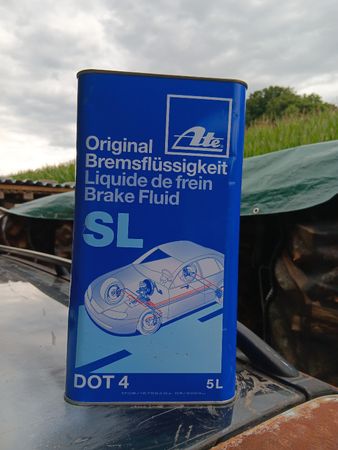 Ate
Original
Bremsflüssigkeit
Liquide de frein
Brake Fluid
SL
DOT 4
5L